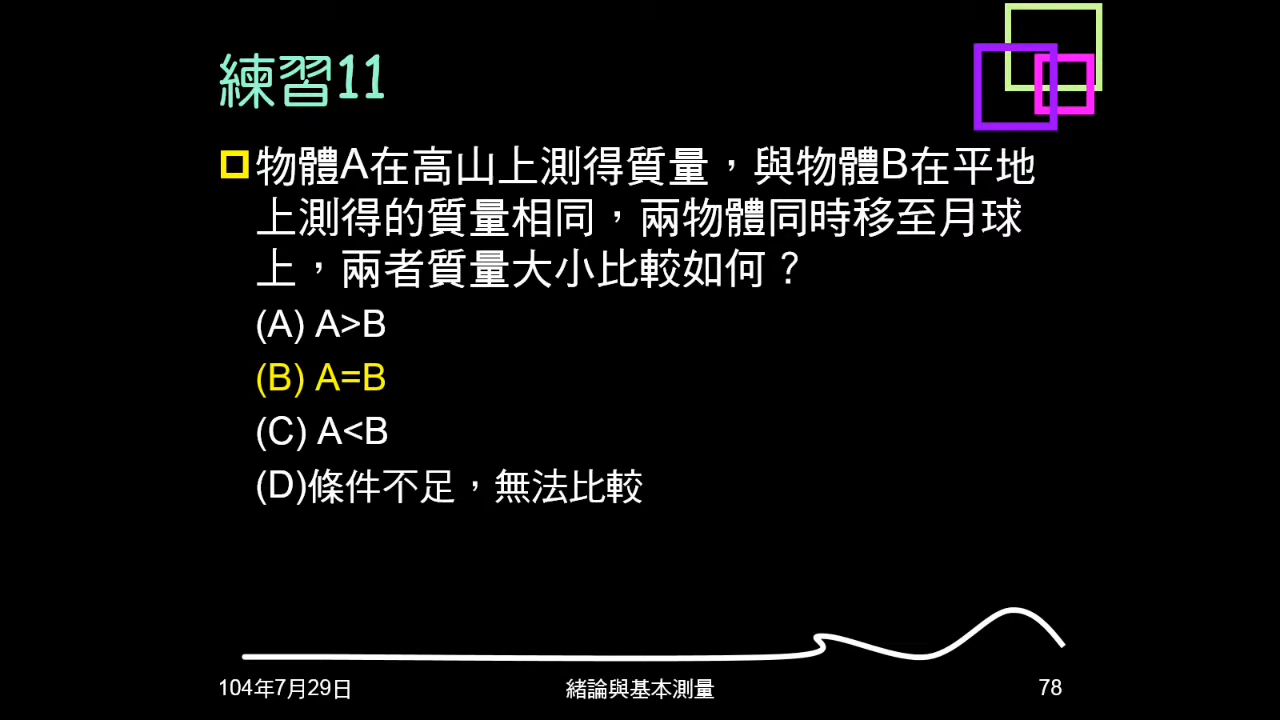 練習11
物體A在高山上測得質量，與物體B在平地
上測得的質量相同，兩物體同時移至月球
上，兩者質量大小比較如何？
(A) A>B
(B) A=B
(C) A<B
(D)條件不足，無法比較
104年7月29日
緒論與基本測量
78